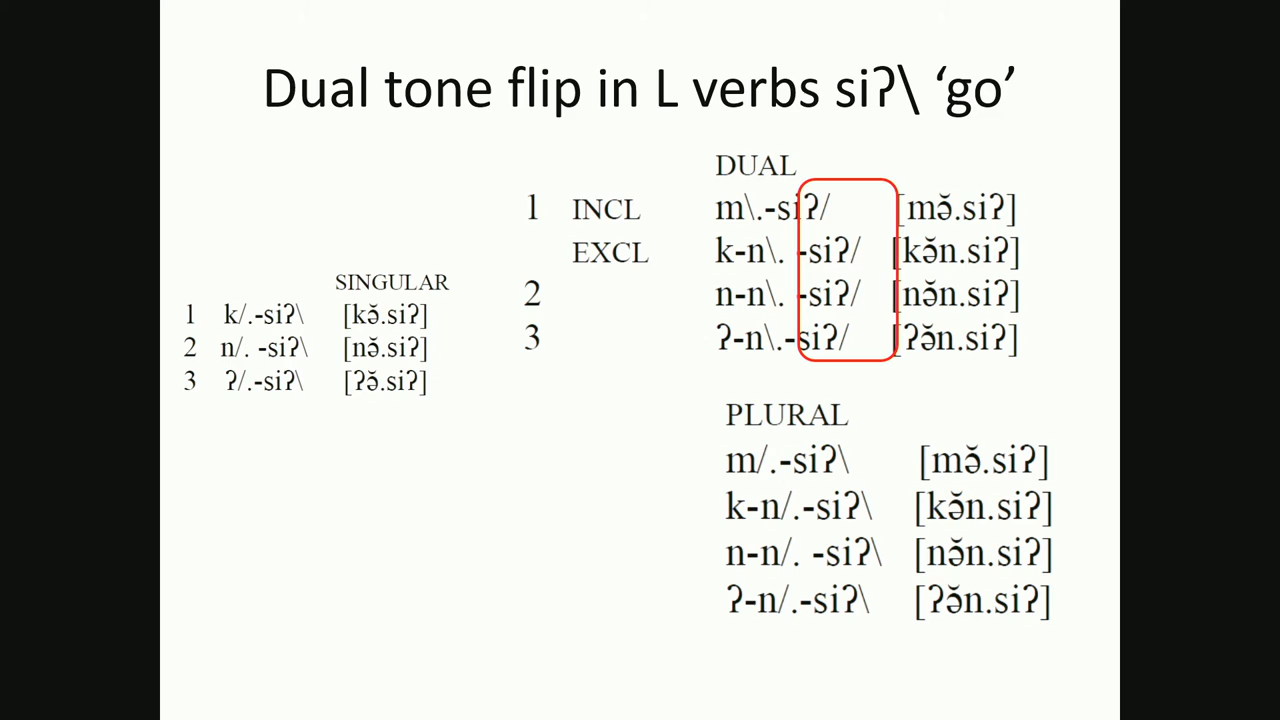 Dual tone flip in L verbs siʔ\ ‘go’
DUAL
1 INCL m\.-siʔ/ [mə̌.siʔ]
EXCL k-n\. -siʔ/ [kə̌n.siʔ]
2 n-n\. -siʔ/ [nə̌n.siʔ]
3 ʔ-n\.-siʔ/ [ʔə̌n.siʔ]
SINGULAR
1 k/.-siʔ\ [kə̌.siʔ]
2 n/. -siʔ\ [nə̌.siʔ]
3 ʔ/.-siʔ\ [ʔə̌.siʔ]
PLURAL
m/.-siʔ\ [mə̌.siʔ]
k-n/.-siʔ\ [kə̌n.siʔ]
n-n/. -siʔ\ [nə̌n.siʔ]
ʔ-n/.-siʔ\ [ʔə̌n.siʔ]